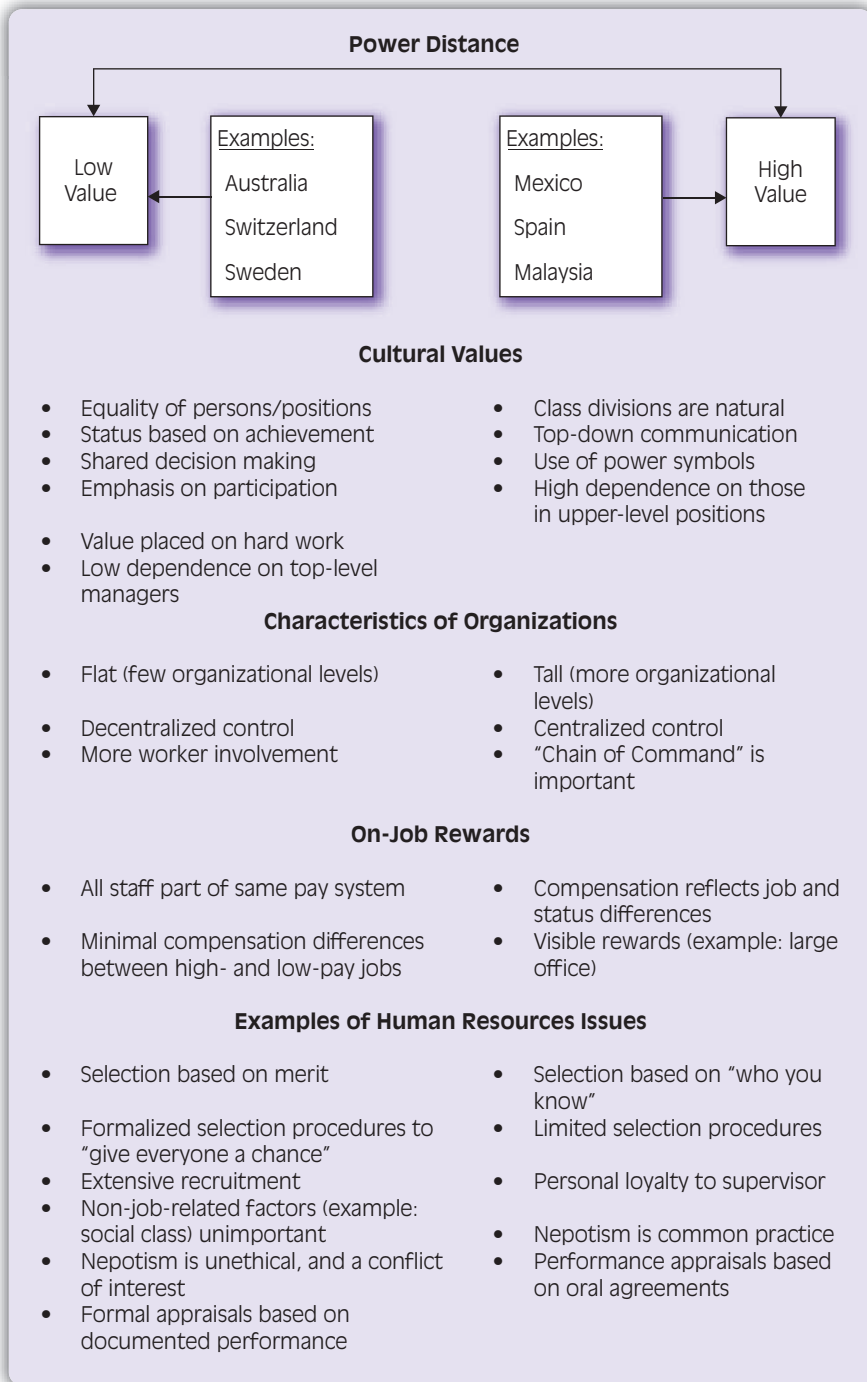 Power Distance
Low
Value
Examples:
Australia
Switzerland
Sweden
Examples:
Mexico
Spain
Malaysia
High
Value
Cultural Values
• Equality of persons/positions
• Status based on achievement
• Shared decision making
• Emphasis on participation
• Value placed on hard work
• Low dependence on top-level
managers
• Class divisions are natural
• Top-down communication
• Use of power symbols
• High dependence on those
in upper-level positions
Characteristics of Organizations
• Flat (few organizational levels)
• Decentralized control
• More worker involvement
• Tall (more organizational
levels)
• Centralized control
• “Chain of Command” is
important
On-Job Rewards
• All staff part of same pay system
• Minimal compensation differences
between high- and low-pay jobs
• Compensation reflects job and
status differences
• Visible rewards (example: large
office)
Examples of Human Resources Issues
• Selection based on merit
• Formalized selection procedures to
“give everyone a chance”
• Extensive recruitment
• Non-job-related factors (example:
social class) unimportant
• Nepotism is unethical, and a conflict
of interest
• Formal appraisals based on
documented performance
• Selection based on “who you
know”
• Limited selection procedures
• Personal loyalty to supervisor
• Nepotism is common practice
• Performance appraisals based
on oral agreements